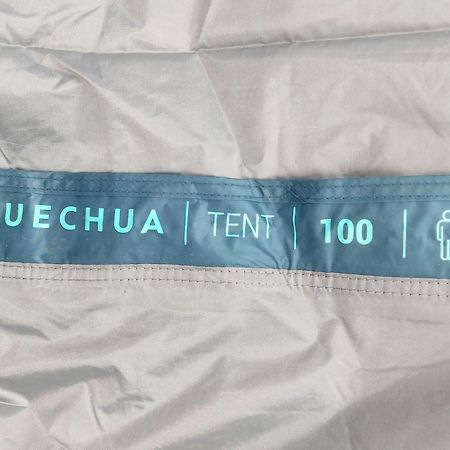 UECHUA | TENT | 100 |